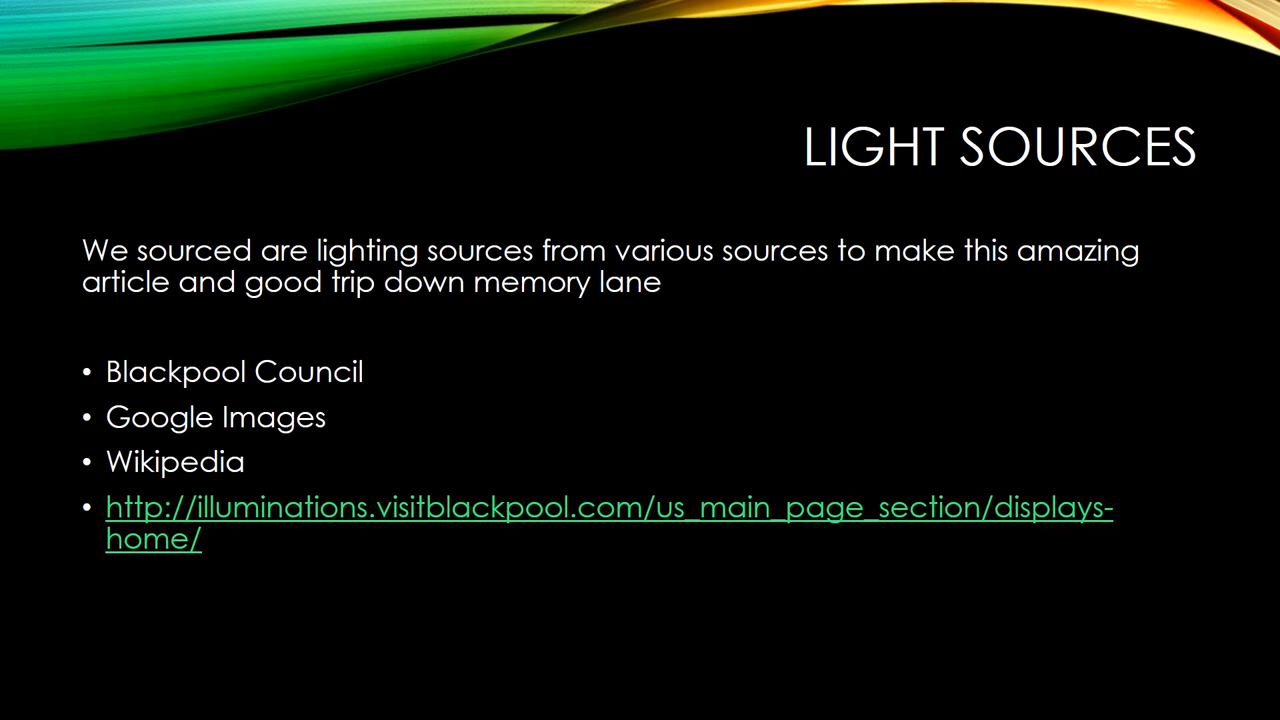 LIGHT SOURCES
We sourced are lighting sources from various sources to make this amazing
article and good trip down memory lane
• Blackpool Council
• Google Images
• Wikipedia
• http://illuminations.visitblackpool.com/us_main_page_section/displays-
home/